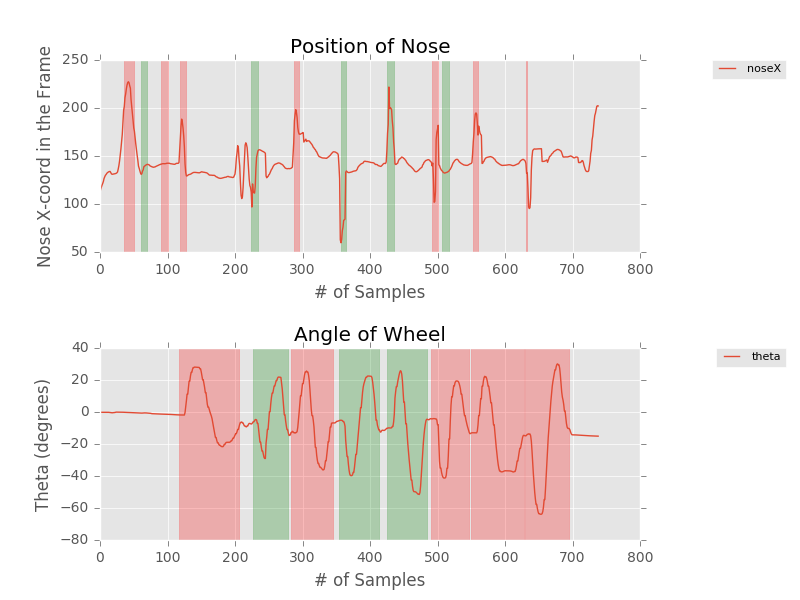 Position of Nose
250
200
150
100
50
Nose X-coord in the Frame
0 100 200 300 400 500 600 700 800
# of Samples
noseX
Angle of Wheel
40
20
0
−20
−40
−60
−80
Theta (degrees)
0 100 200 300 400 500 600 700 800
# of Samples
theta